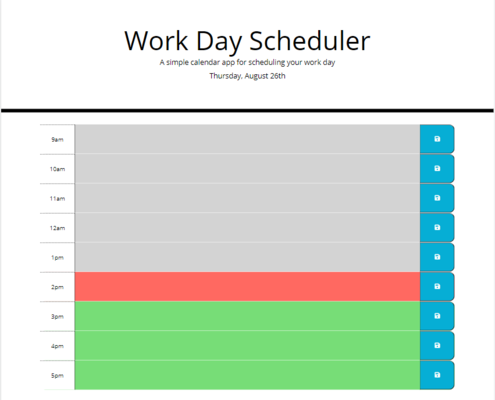 Work Day Scheduler
A simple calendar app for scheduling your work day
Thursday, August 26th
9am
10am
11am
12am
1pm
2pm
3pm
4pm
5pm